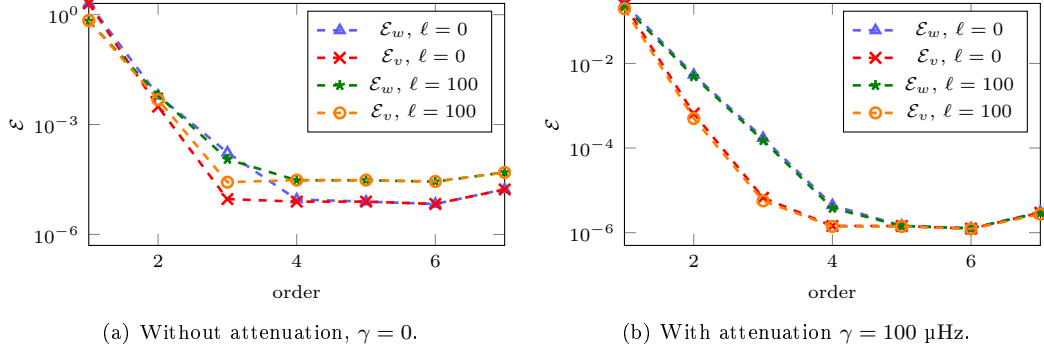 10^0
10^−3
10^−6
ℰ
2
4
6
order
ℰ_w, ℓ = 0
ℰ_v, ℓ = 0
ℰ_w, ℓ = 100
ℰ_v, ℓ = 100
(a) Without attenuation, γ = 0.
10^−2
10^−4
10^−6
ℰ
2
4
6
order
ℰ_w, ℓ = 0
ℰ_v, ℓ = 0
ℰ_w, ℓ = 100
ℰ_v, ℓ = 100
(b) With attenuation γ = 100 µHz.